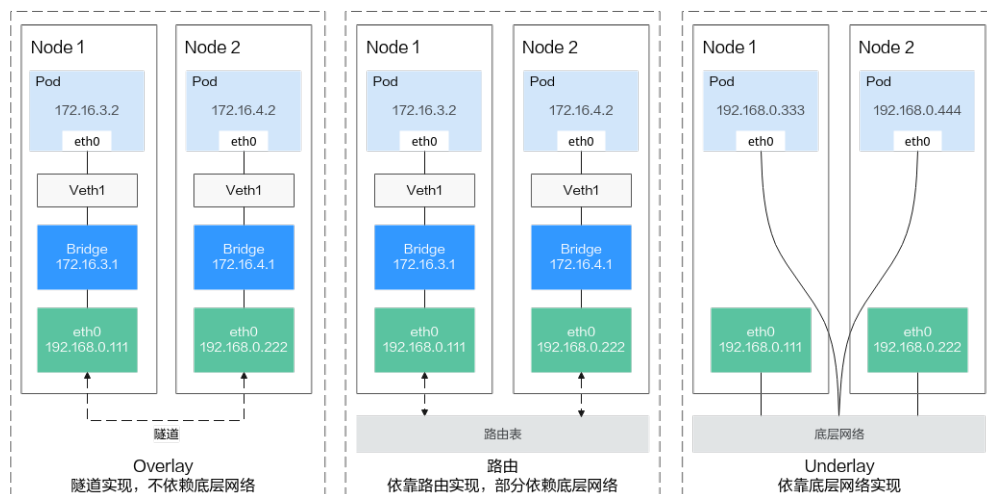 Node 1
Pod
172.16.3.2
eth0
Veth1
Bridge
172.16.3.1
eth0
192.168.0.111
Node 2
Pod
172.16.4.2
eth0
Veth1
Bridge
172.16.4.1
eth0
192.168.0.222
隧道
Overlay
隧道实现，不依赖底层网络
Node 1
Pod
172.16.3.2
eth0
Veth1
Bridge
172.16.3.1
eth0
192.168.0.111
Node 2
Pod
172.16.4.2
eth0
Veth1
Bridge
172.16.4.1
eth0
192.168.0.222
路由表
路由
依靠路由实现，部分依赖底层网络
Node 1
Pod
192.168.0.333
eth0
eth0
192.168.0.111
Node 2
Pod
192.168.0.444
eth0
eth0
192.168.0.222
底层网络
Underlay
依靠底层网络实现